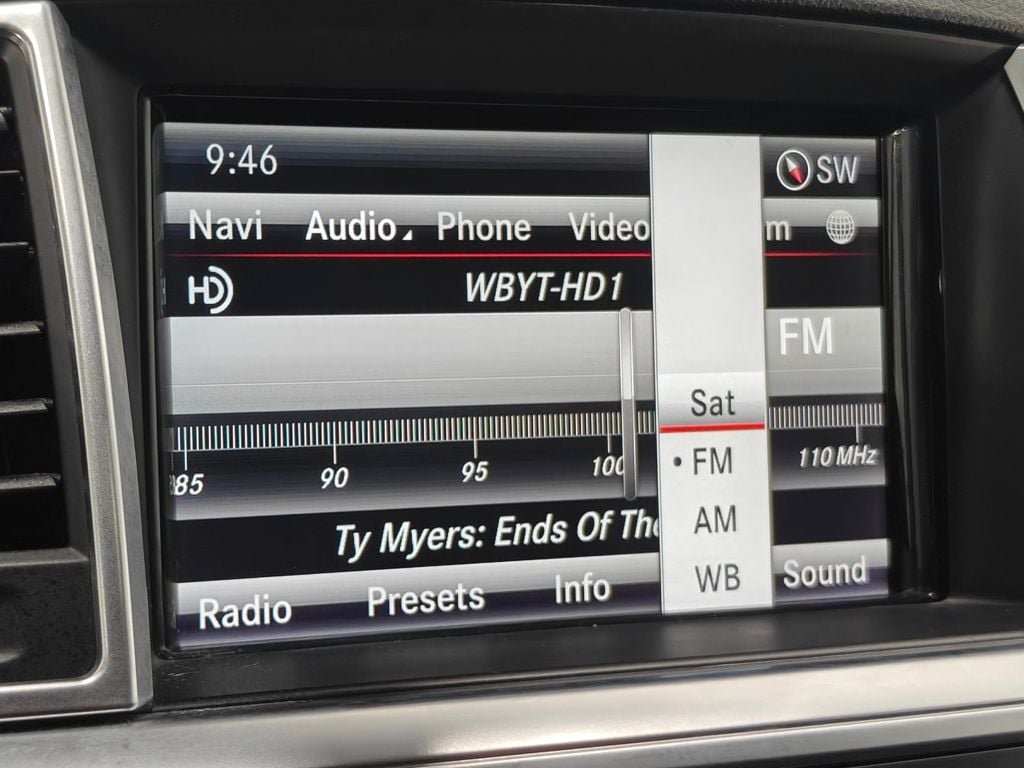 9:46 SW
Navi Audio Phone Video m
HD WBYT-HD1
FM
Sat
85 90 95 100 110 MHz
• FM
Ty Myers: Ends Of The
AM
WB
Radio Presets Info Sound